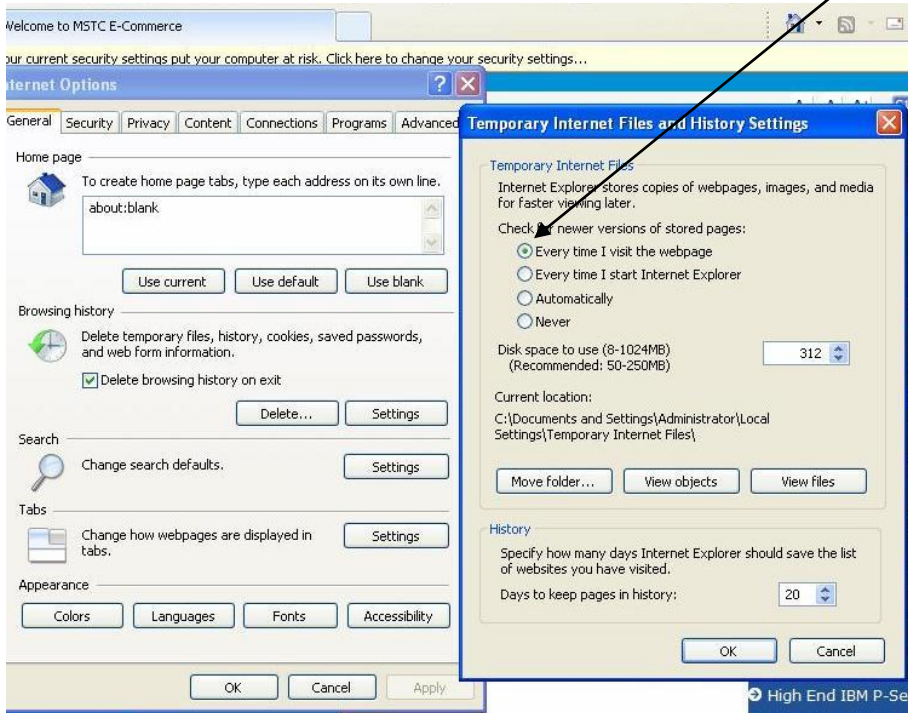 Welcome to MSTC E-Commerce
our current security settings put your computer at risk. Click here to change your security settings...
nternet Options
General Security Privacy Content Connections Programs Advanced
Home page
To create home page tabs, type each address on its own line.
about:blank
Use current Use default Use blank
Browsing history
Delete temporary files, history, cookies, saved passwords,
and web form information.
Delete browsing history on exit
Delete... Settings
Search
Change search defaults.
Settings
Tabs
Change how webpages are displayed in
tabs.
Settings
Appearance
Colors Languages Fonts Accessibility
OK Cancel Apply
Temporary Internet Files and History Settings
Temporary Internet Files
Internet Explorer stores copies of webpages, images, and media
for faster viewing later.
Check for newer versions of stored pages:
Every time I visit the webpage
Every time I start Internet Explorer
Automatically
Never
Disk space to use (8-1024MB)
(Recommended: 50-250MB)
312
Current location:
C:\Documents and Settings\Administrator\Local
Settings\Temporary Internet Files\
Move folder... View objects View files
History
Specify how many days Internet Explorer should save the list
of websites you have visited.
Days to keep pages in history: 20
OK Cancel
High End IBM P-Se